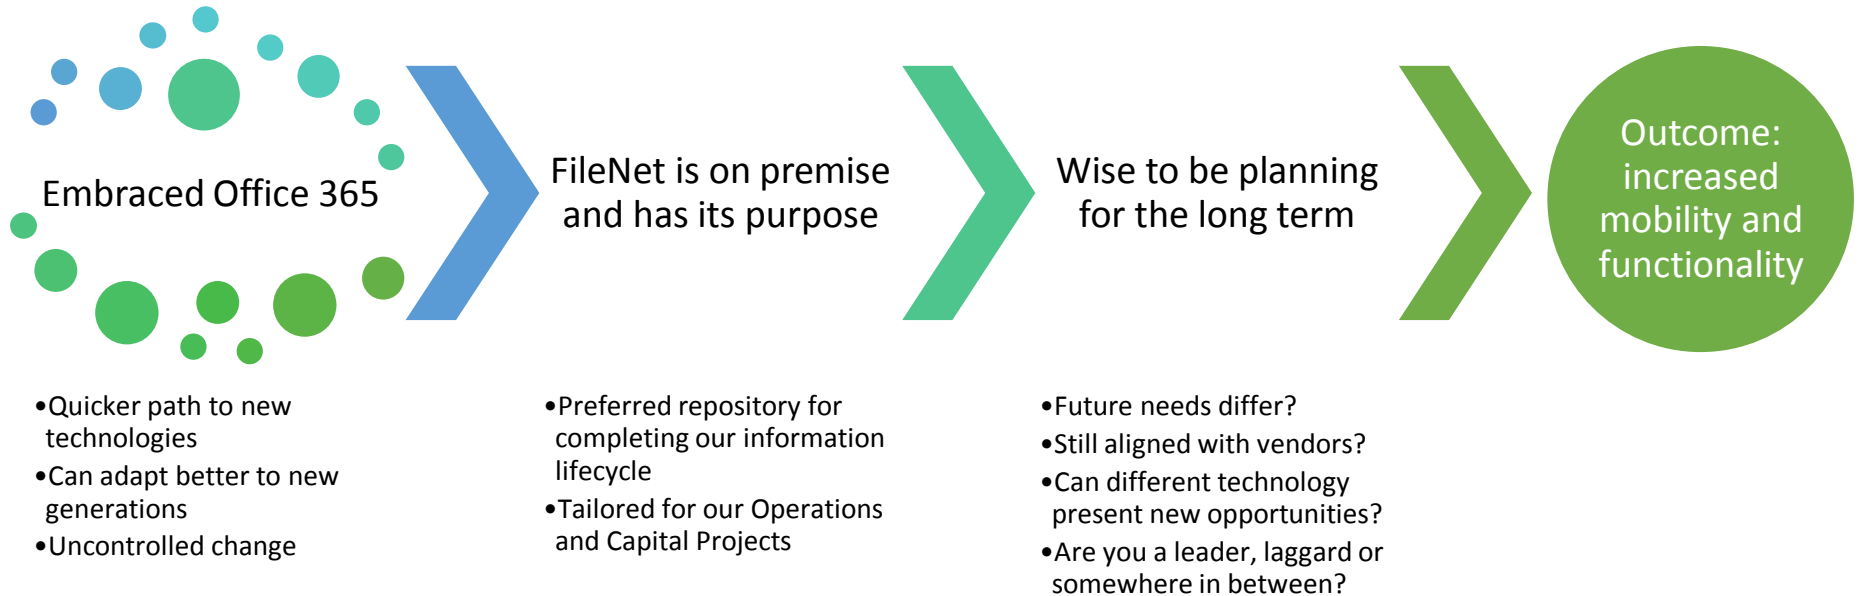 Embraced Office 365
•Quicker path to new
technologies
•Can adapt better to new
generations
•Uncontrolled change
FileNet is on premise
and has its purpose
•Preferred repository for
completing our information
lifecycle
•Tailored for our Operations
and Capital Projects
Wise to be planning
for the long term
•Future needs differ?
•Still aligned with vendors?
•Can different technology
present new opportunities?
•Are you a leader, laggard or
somewhere in between?
Outcome:
increased
mobility and
functionality